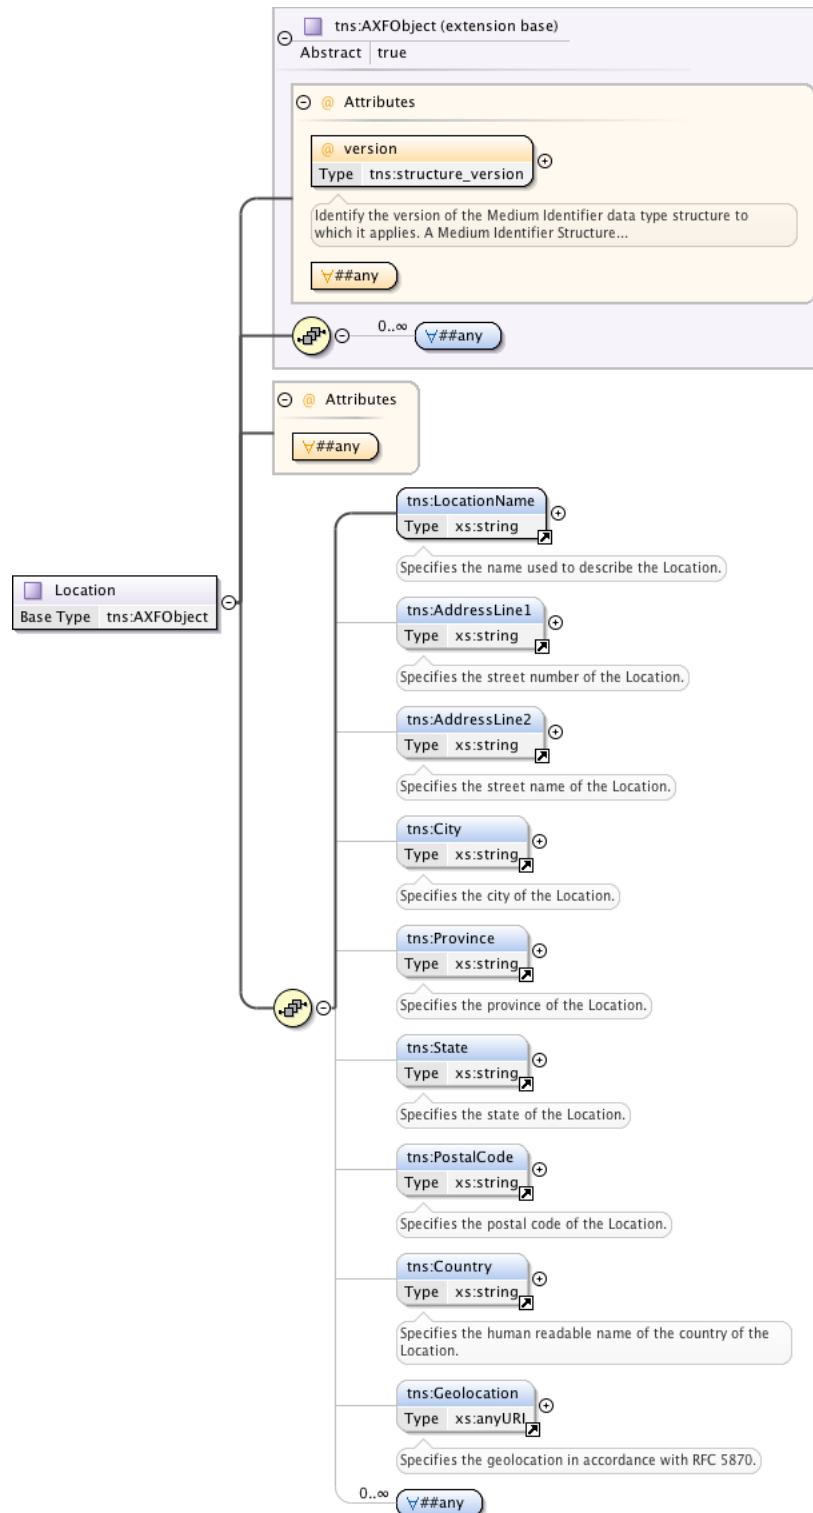 tns:AXFObject (extension base)
Abstract true
@ Attributes
@ version
Type tns:structure_version
Identify the version of the Medium Identifier data type structure to
which it applies. A Medium Identifier Structure...
∀##any
0..∞
∀##any
@ Attributes
∀##any
Location
Base Type tns:AXFObject
tns:LocationName
Type xs:string
Specifies the name used to describe the Location.
tns:AddressLine1
Type xs:string
Specifies the street number of the Location.
tns:AddressLine2
Type xs:string
Specifies the street name of the Location.
tns:City
Type xs:string
Specifies the city of the Location.
tns:Province
Type xs:string
Specifies the province of the Location.
tns:State
Type xs:string
Specifies the state of the Location.
tns:PostalCode
Type xs:string
Specifies the postal code of the Location.
tns:Country
Type xs:string
Specifies the human readable name of the country of the
Location.
tns:Geolocation
Type xs:anyURI
Specifies the geolocation in accordance with RFC 5870.
0..∞
∀##any